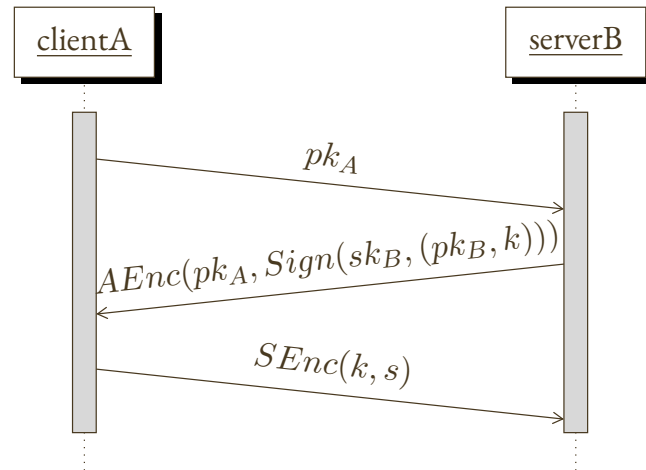 clientA
serverB
pk_A
AEnc(pk_A, Sign(sk_B, (pk_B, k)))
SEnc(k, s)